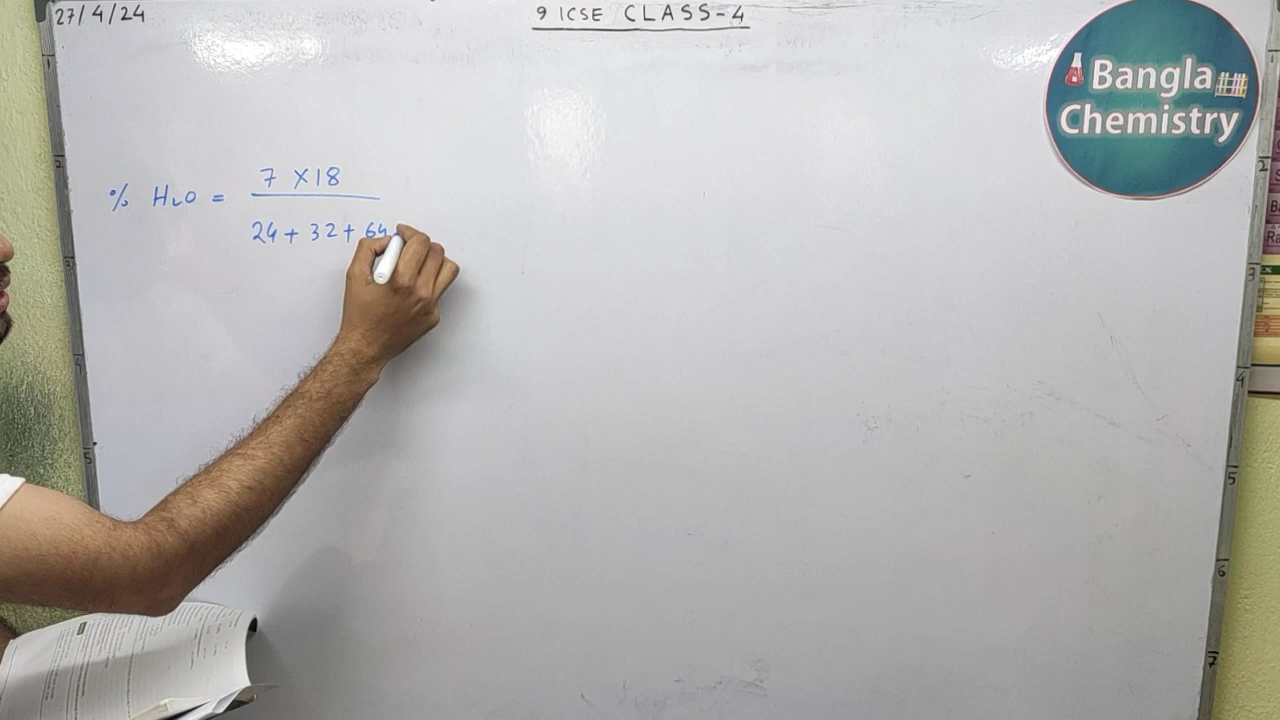 27/4/24
9 ICSE CLASS-4
Bangla
Chemistry
% H₂O = 7 X18
24 + 32 + 64